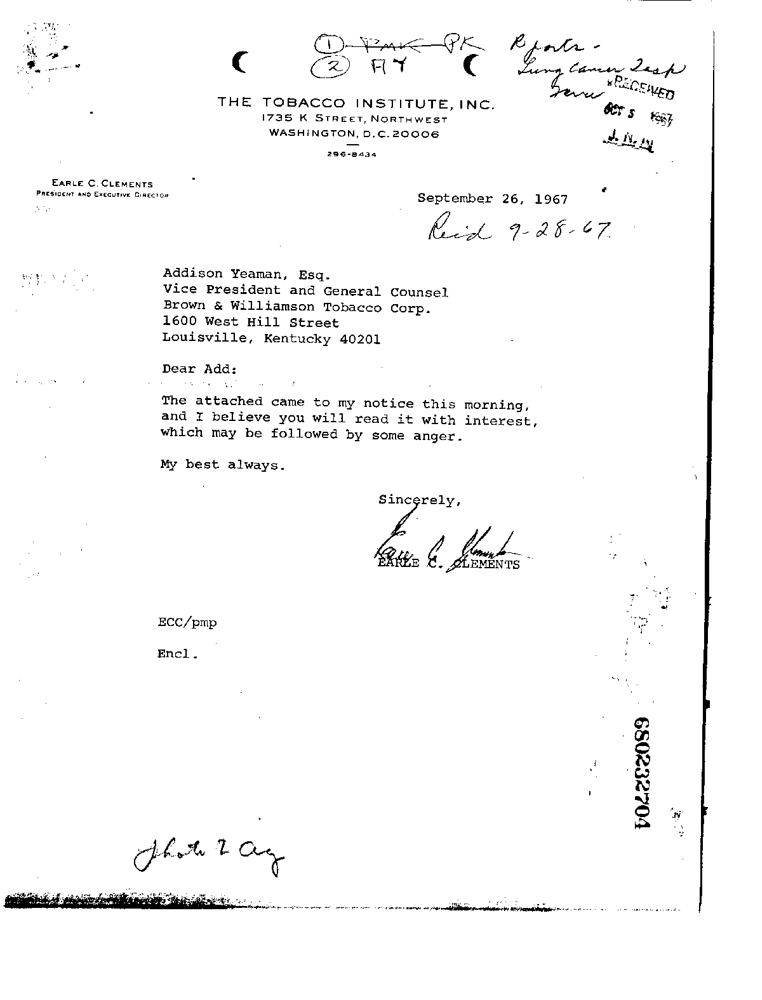 ① PMK PK
② AY
Reports -
Lung Cancer Task
RECEIVED
OCT 5 1967
J. N. N
THE TOBACCO INSTITUTE, INC.
1735 K STREET, NORTHWEST
WASHINGTON, D.C. 20006
296-8434
EARLE C. CLEMENTS
PRESIDENT AND EXECUTIVE DIRECTOR
September 26, 1967
Rec'd 9-28-67
Addison Yeaman, Esq.
Vice President and General Counsel
Brown & Williamson Tobacco Corp.
1600 West Hill Street
Louisville, Kentucky 40201
Dear Add:
The attached came to my notice this morning,
and I believe you will read it with interest,
which may be followed by some anger.
My best always.
Sincerely,
Earle C. Clements
EARLE C. CLEMENTS
ECC/pmp
Encl.
680232704